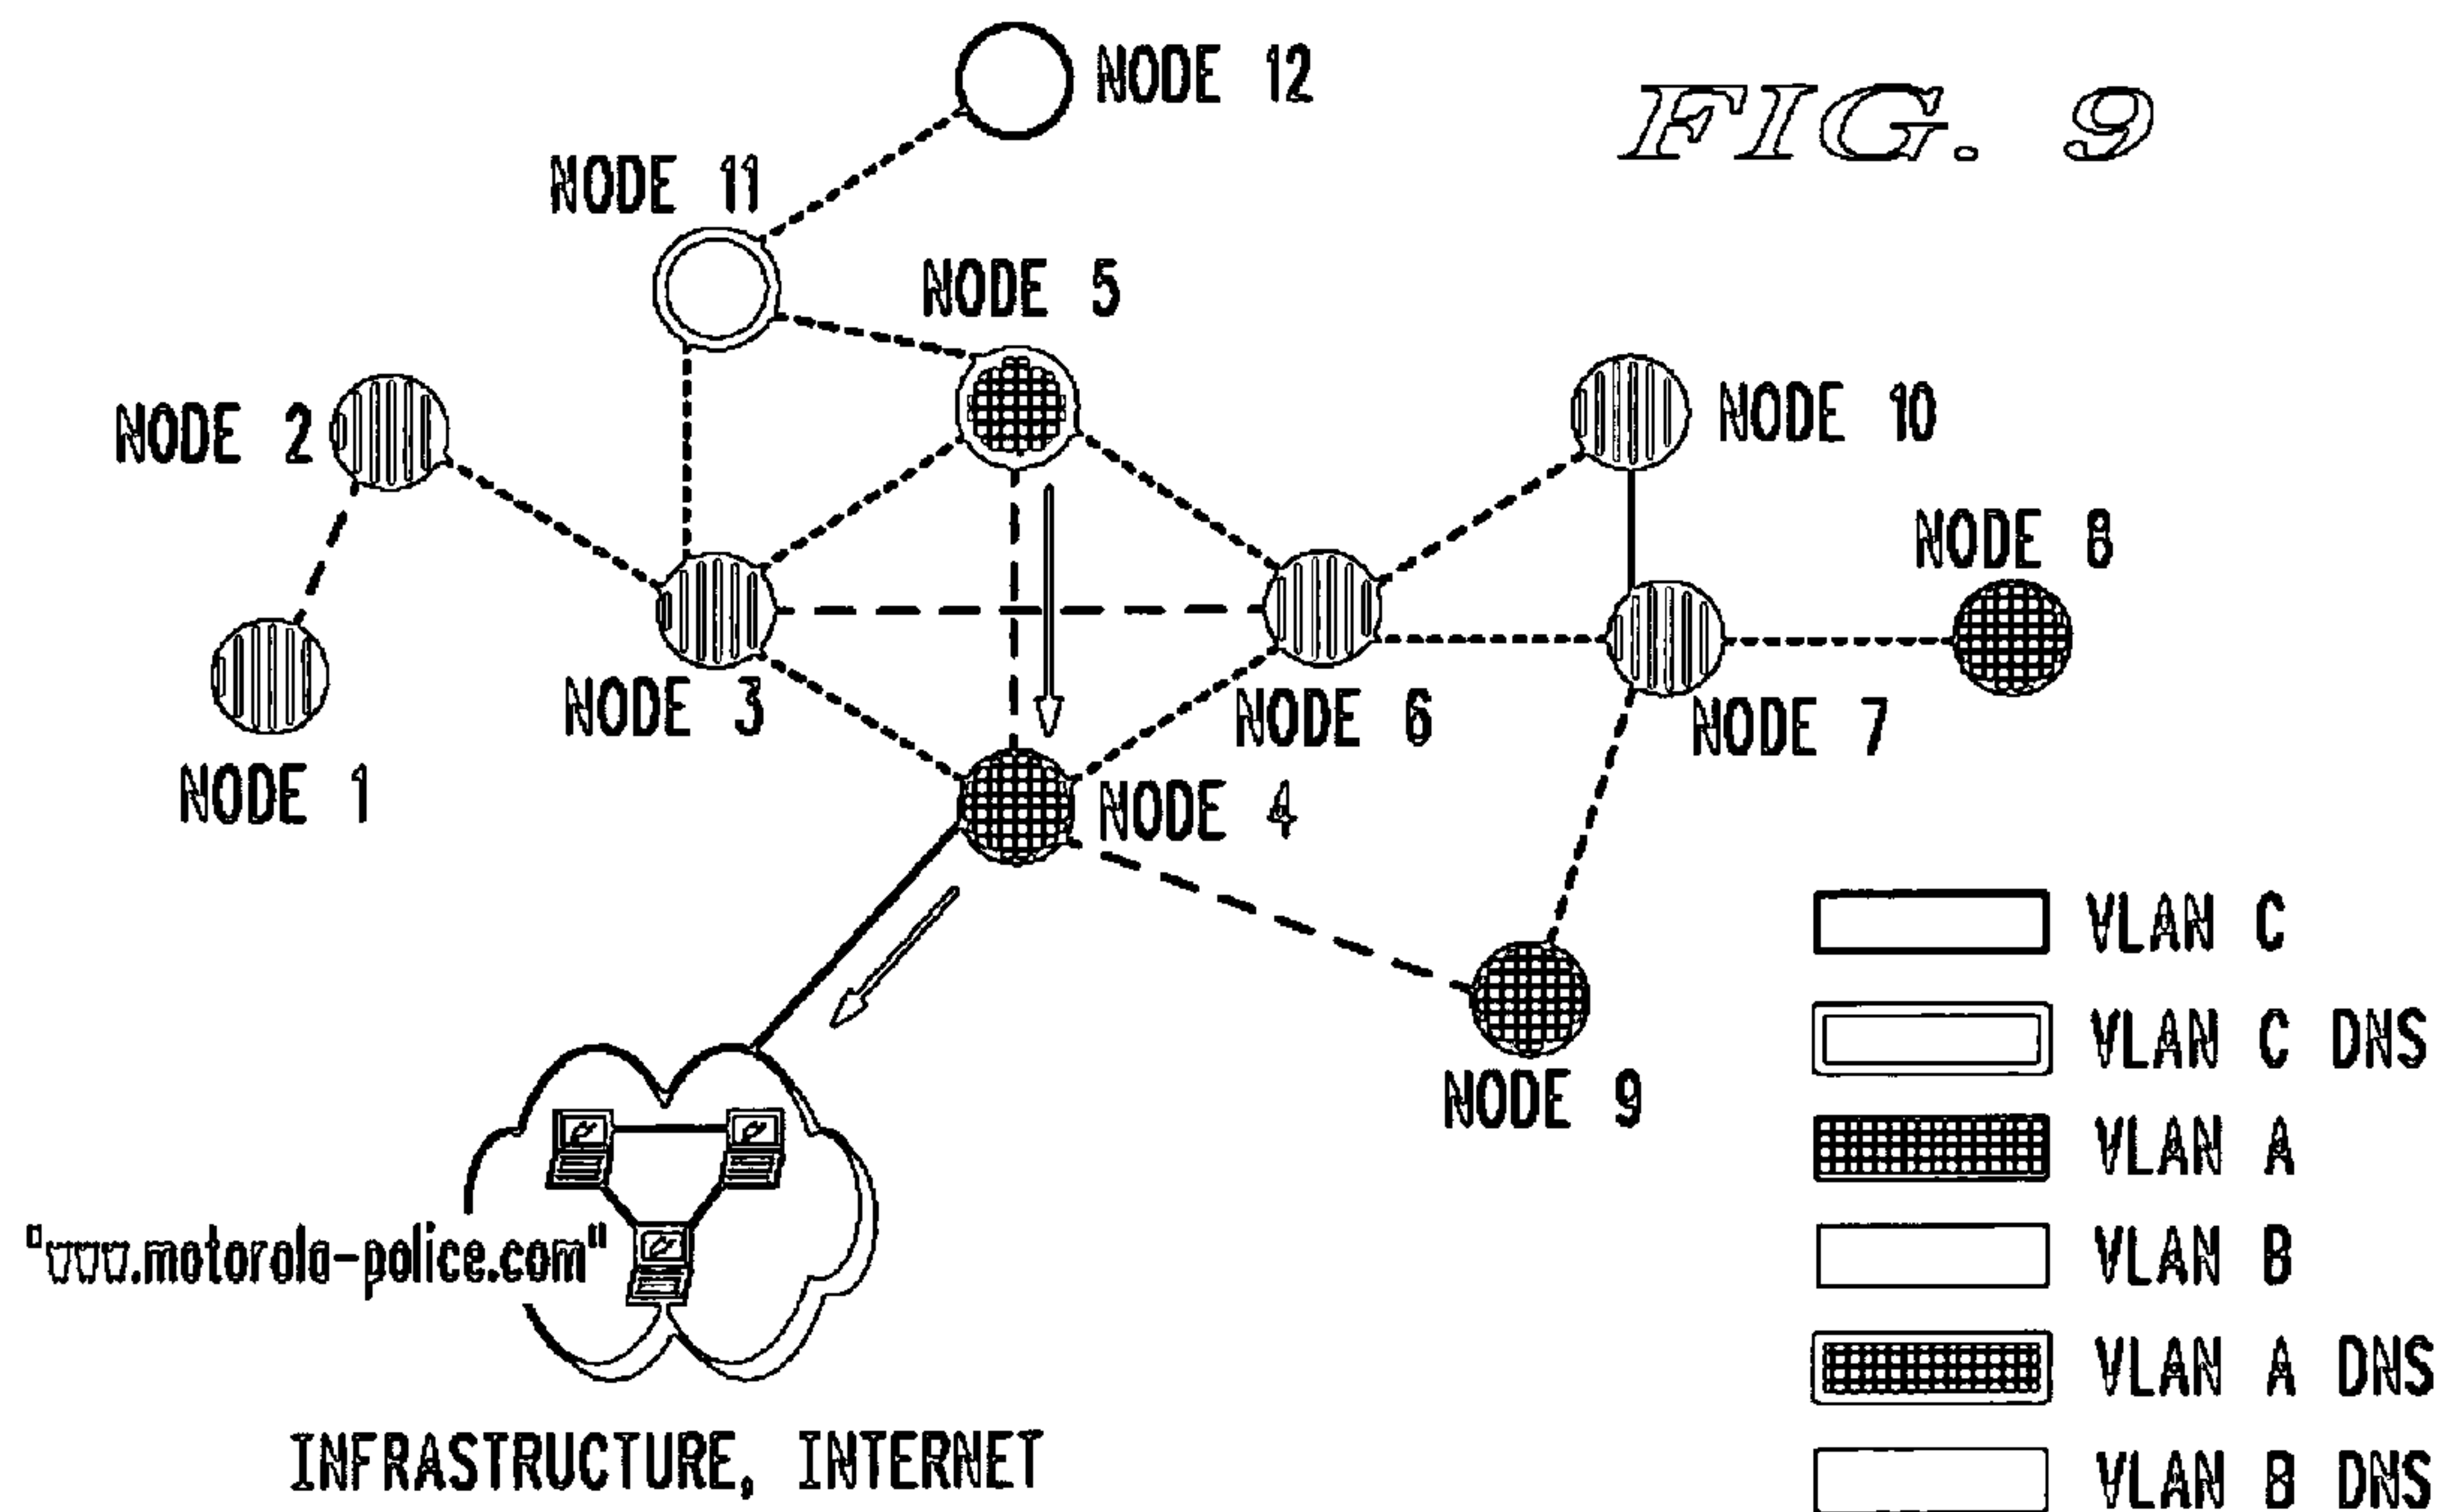 FIG. 9
NODE 12
NODE 11
NODE 5
NODE 2
NODE 10
NODE 8
NODE 3
NODE 6
NODE 7
NODE 1
NODE 4
NODE 9
"www.motorola-police.com"
INFRASTRUCTURE, INTERNET
VLAN C
VLAN C DNS
VLAN A
VLAN B
VLAN A DNS
VLAN B DNS